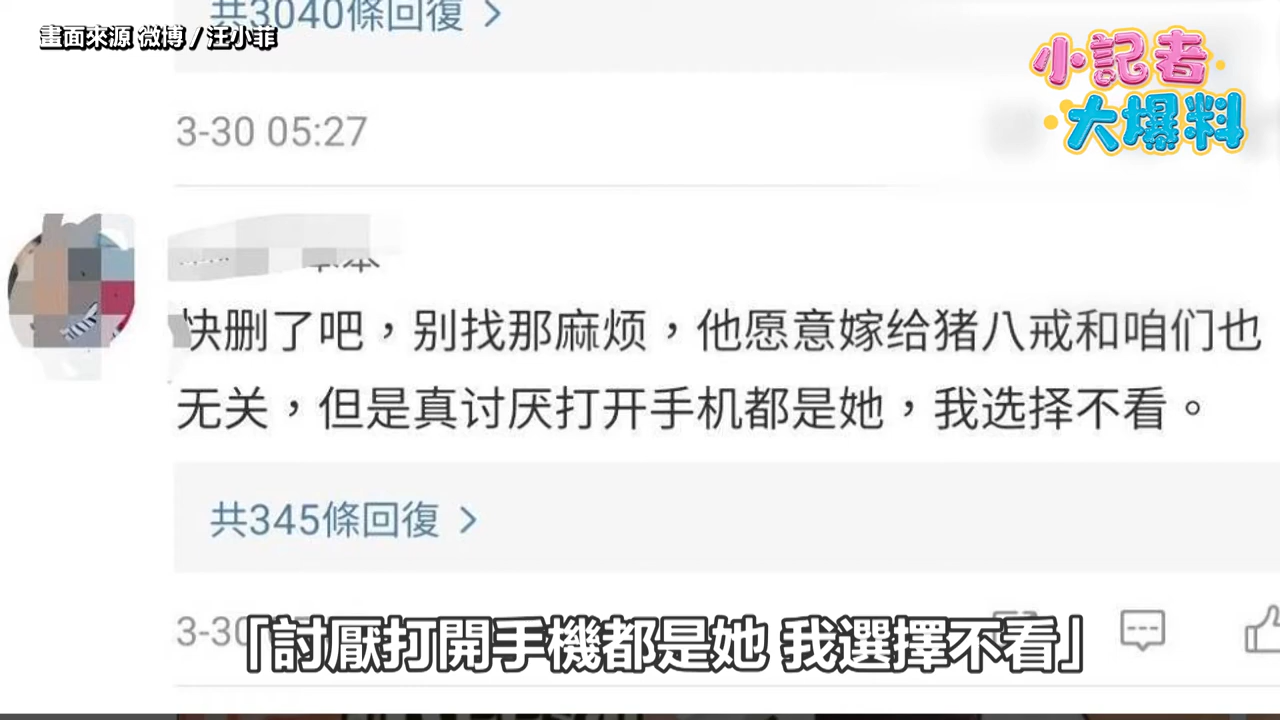 共3040條回復 >
畫面來源 微博/汪小菲
小記者
大爆料
3-30 05:27
快删了吧，别找那麻烦，他愿意嫁给猪八戒和咱们也
无关，但是真讨厌打开手机都是她，我选择不看。
共345條回復 >
3-30
「討厭打開手機都是她 我選擇不看」